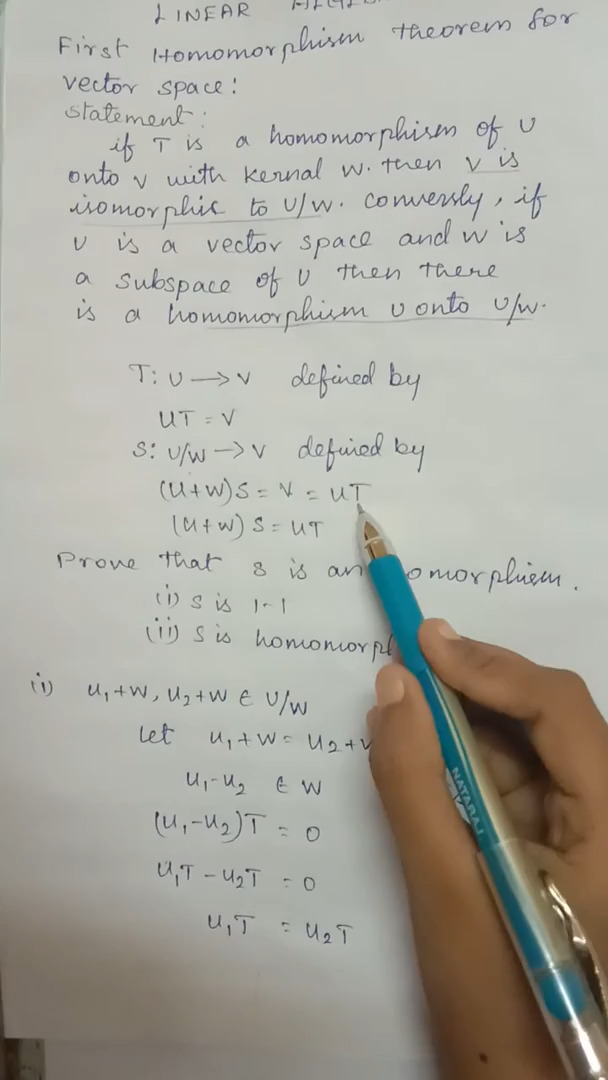 LINEAR
First Homomorphism theorem for
vector space:
statement:
if T is a homomorphism of U
onto V with kernal W. then V is
isomorphic to U/W. conversly, if
U is a vector space and W is
a subspace of U then there
is a homomorphism U onto U/W.
T: U → V defined by
UT = V
S: U/W → V defined by
(U+W)S = V = UT
(U+W) S = UT
Prove that S is an omorphism.
(i) S is 1-1
(ii) S is homomorp
(i) u₁+W, u₂+W ∈ U/W
Let u₁+W = u₂+
u₁-u₂ ∈ W
(u₁-u₂)T = 0
u₁T - u₂T = 0
u₁T = u₂T
NATARAJ